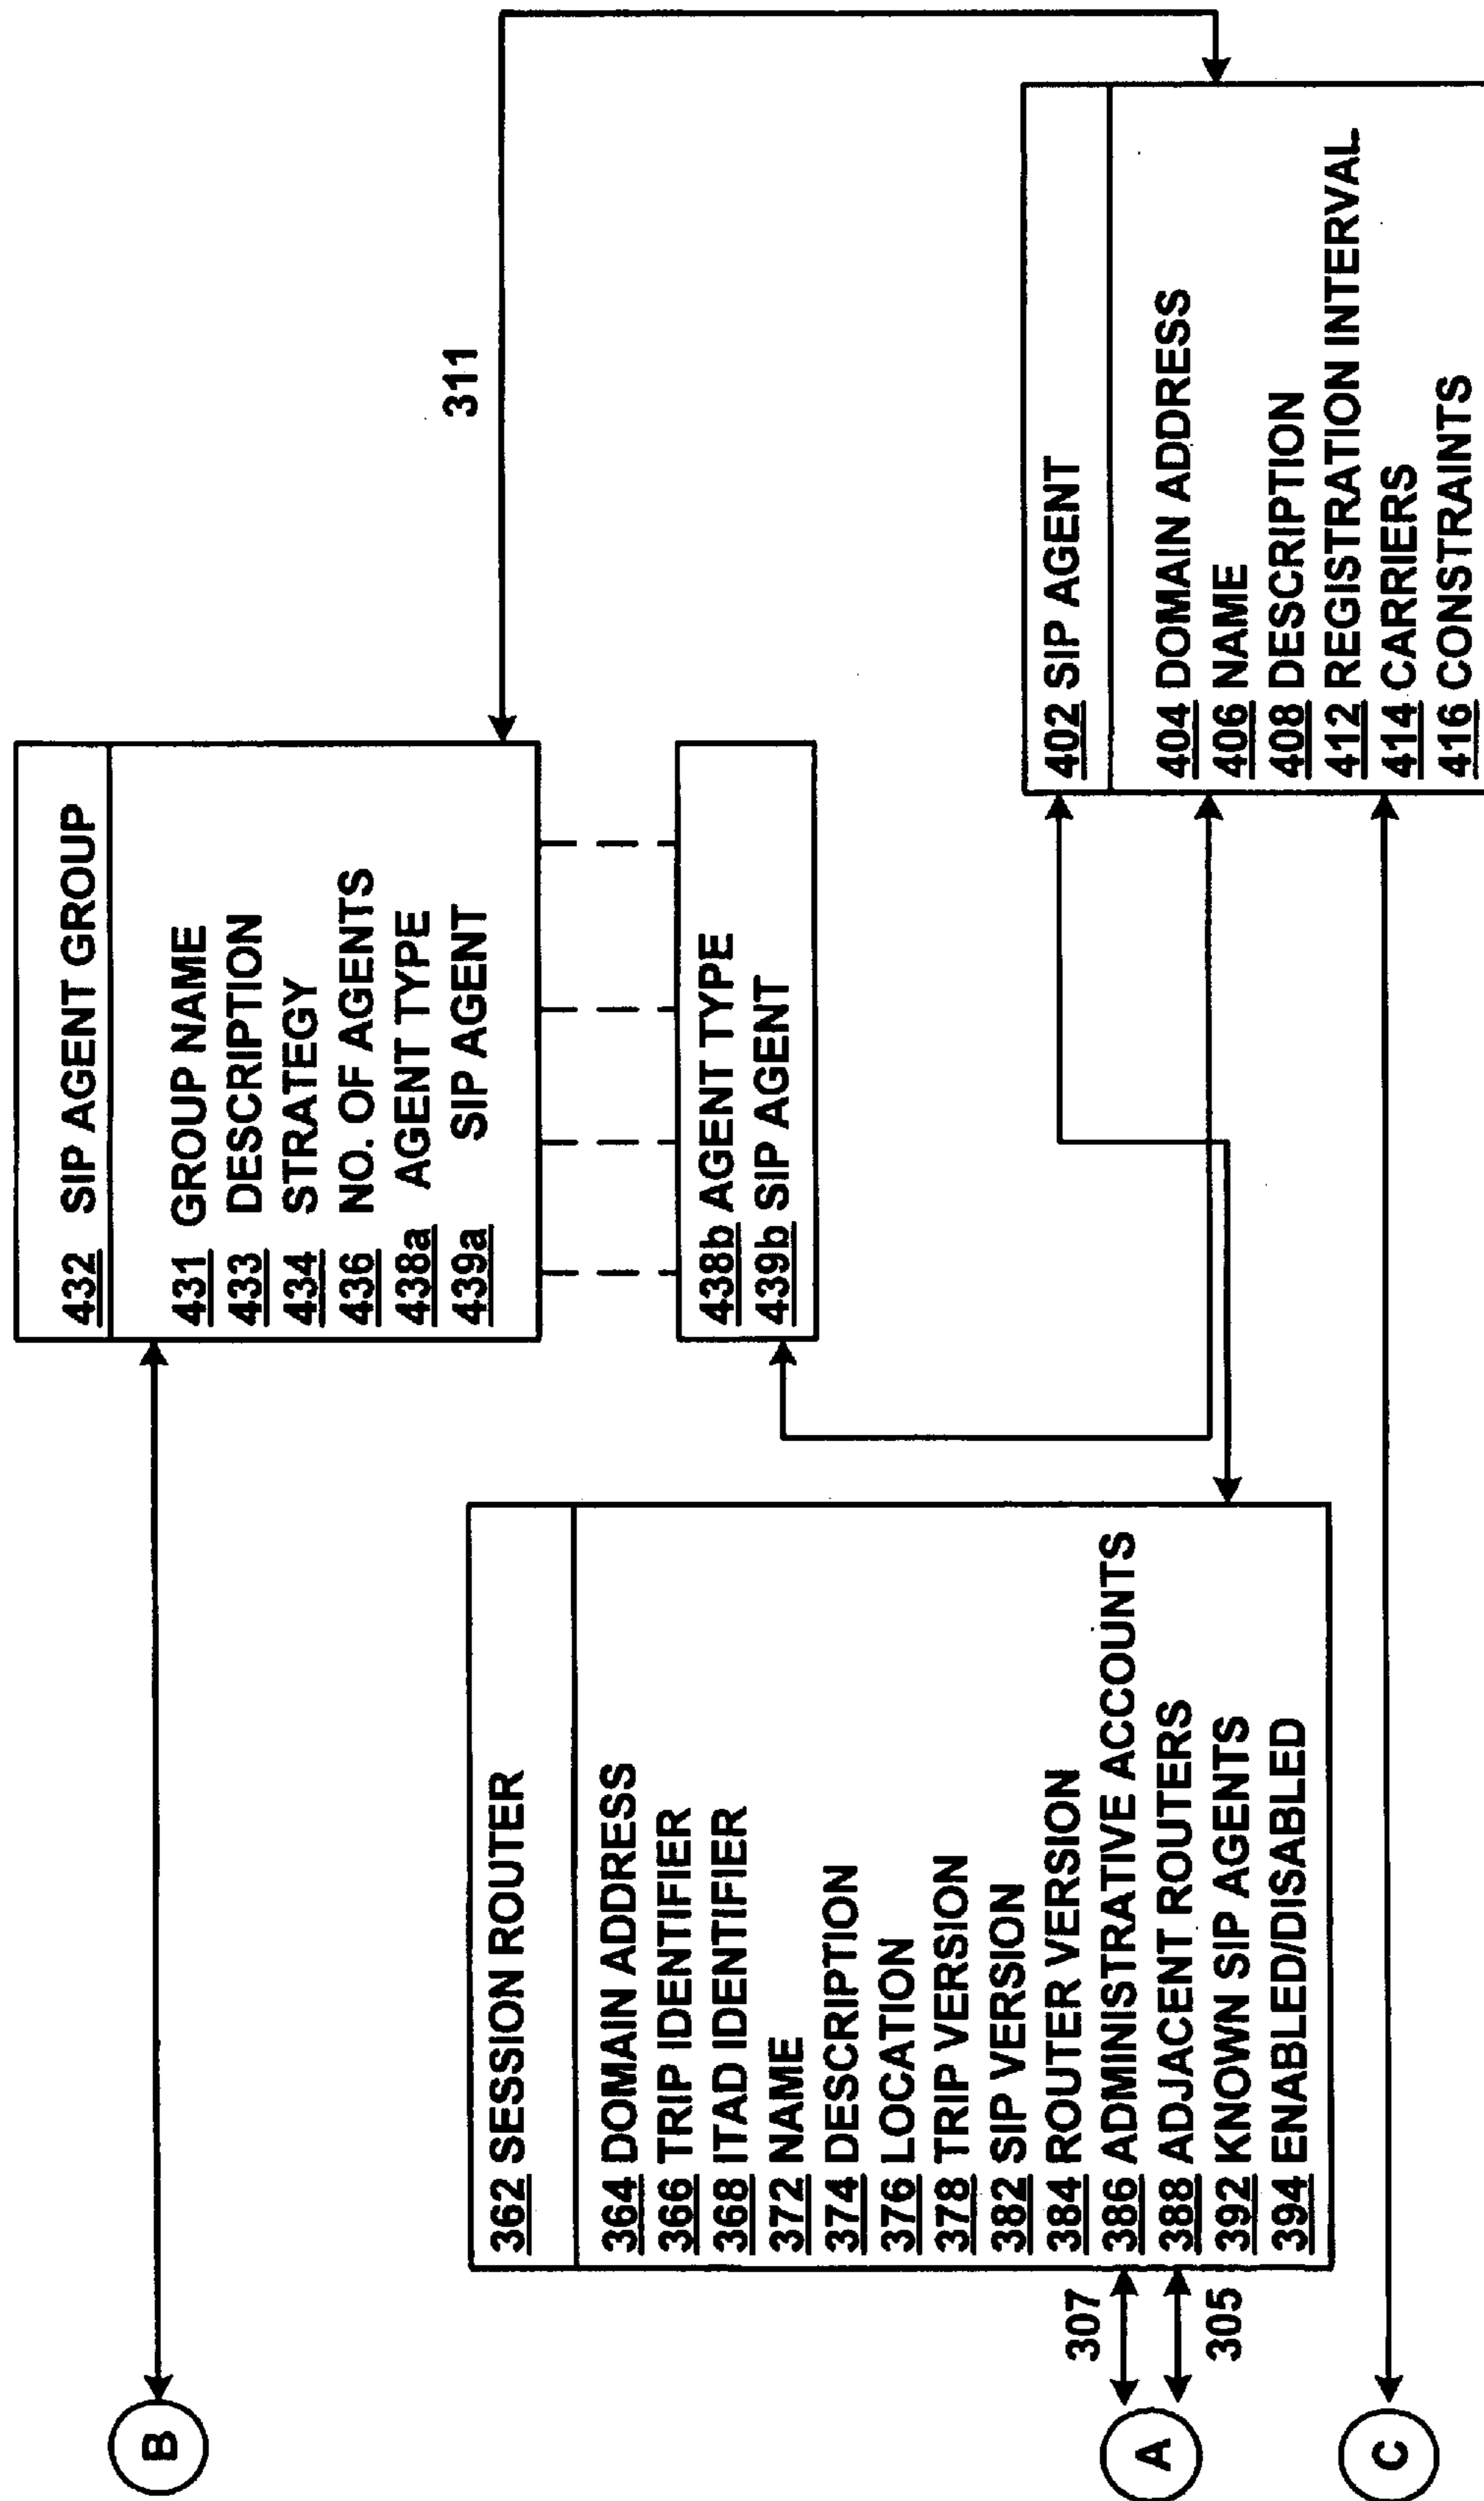 432 SIP AGENT GROUP
431 GROUP NAME
433 DESCRIPTION
434 STRATEGY
436 NO. OF AGENTS
438a AGENT TYPE
439a SIP AGENT
438b AGENT TYPE
439b SIP AGENT
311
B
362 SESSION ROUTER
364 DOMAIN ADDRESS
366 TRIP IDENTIFIER
368 ITAD IDENTIFIER
372 NAME
374 DESCRIPTION
376 LOCATION
378 TRIP VERSION
382 SIP VERSION
384 ROUTER VERSION
386 ADMINISTRATIVE ACCOUNTS
388 ADJACENT ROUTERS
392 KNOWN SIP AGENTS
394 ENABLED/DISABLED
307
305
A
402 SIP AGENT
404 DOMAIN ADDRESS
406 NAME
408 DESCRIPTION
412 REGISTRATION INTERVAL
414 CARRIERS
416 CONSTRAINTS
C